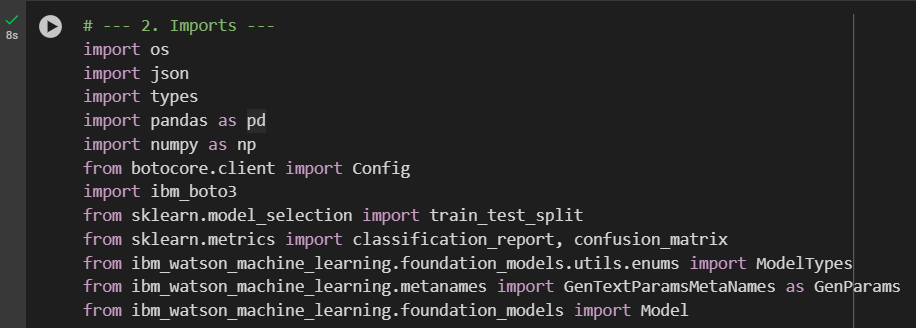 8s
# --- 2. Imports ---
import os
import json
import types
import pandas as pd
import numpy as np
from botocore.client import Config
import ibm_boto3
from sklearn.model_selection import train_test_split
from sklearn.metrics import classification_report, confusion_matrix
from ibm_watson_machine_learning.foundation_models.utils.enums import ModelTypes
from ibm_watson_machine_learning.metanames import GenTextParamsMetaNames as GenParams
from ibm_watson_machine_learning.foundation_models import Model